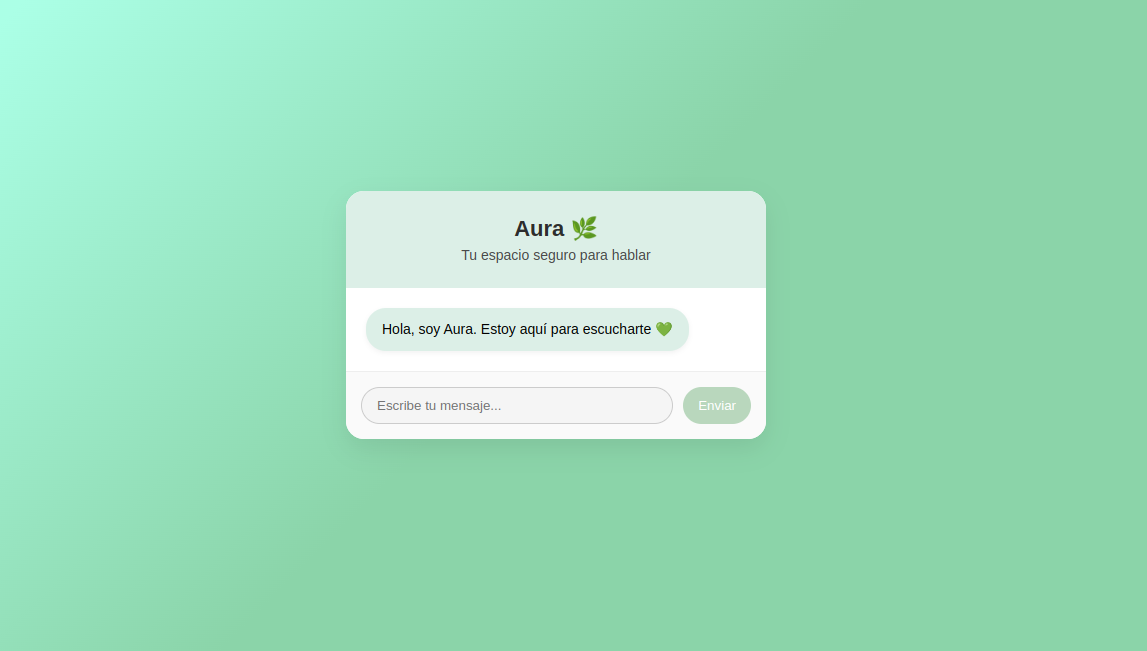 Aura 🌿
Tu espacio seguro para hablar
Hola, soy Aura. Estoy aquí para escucharte 💚
Escribe tu mensaje...
Enviar